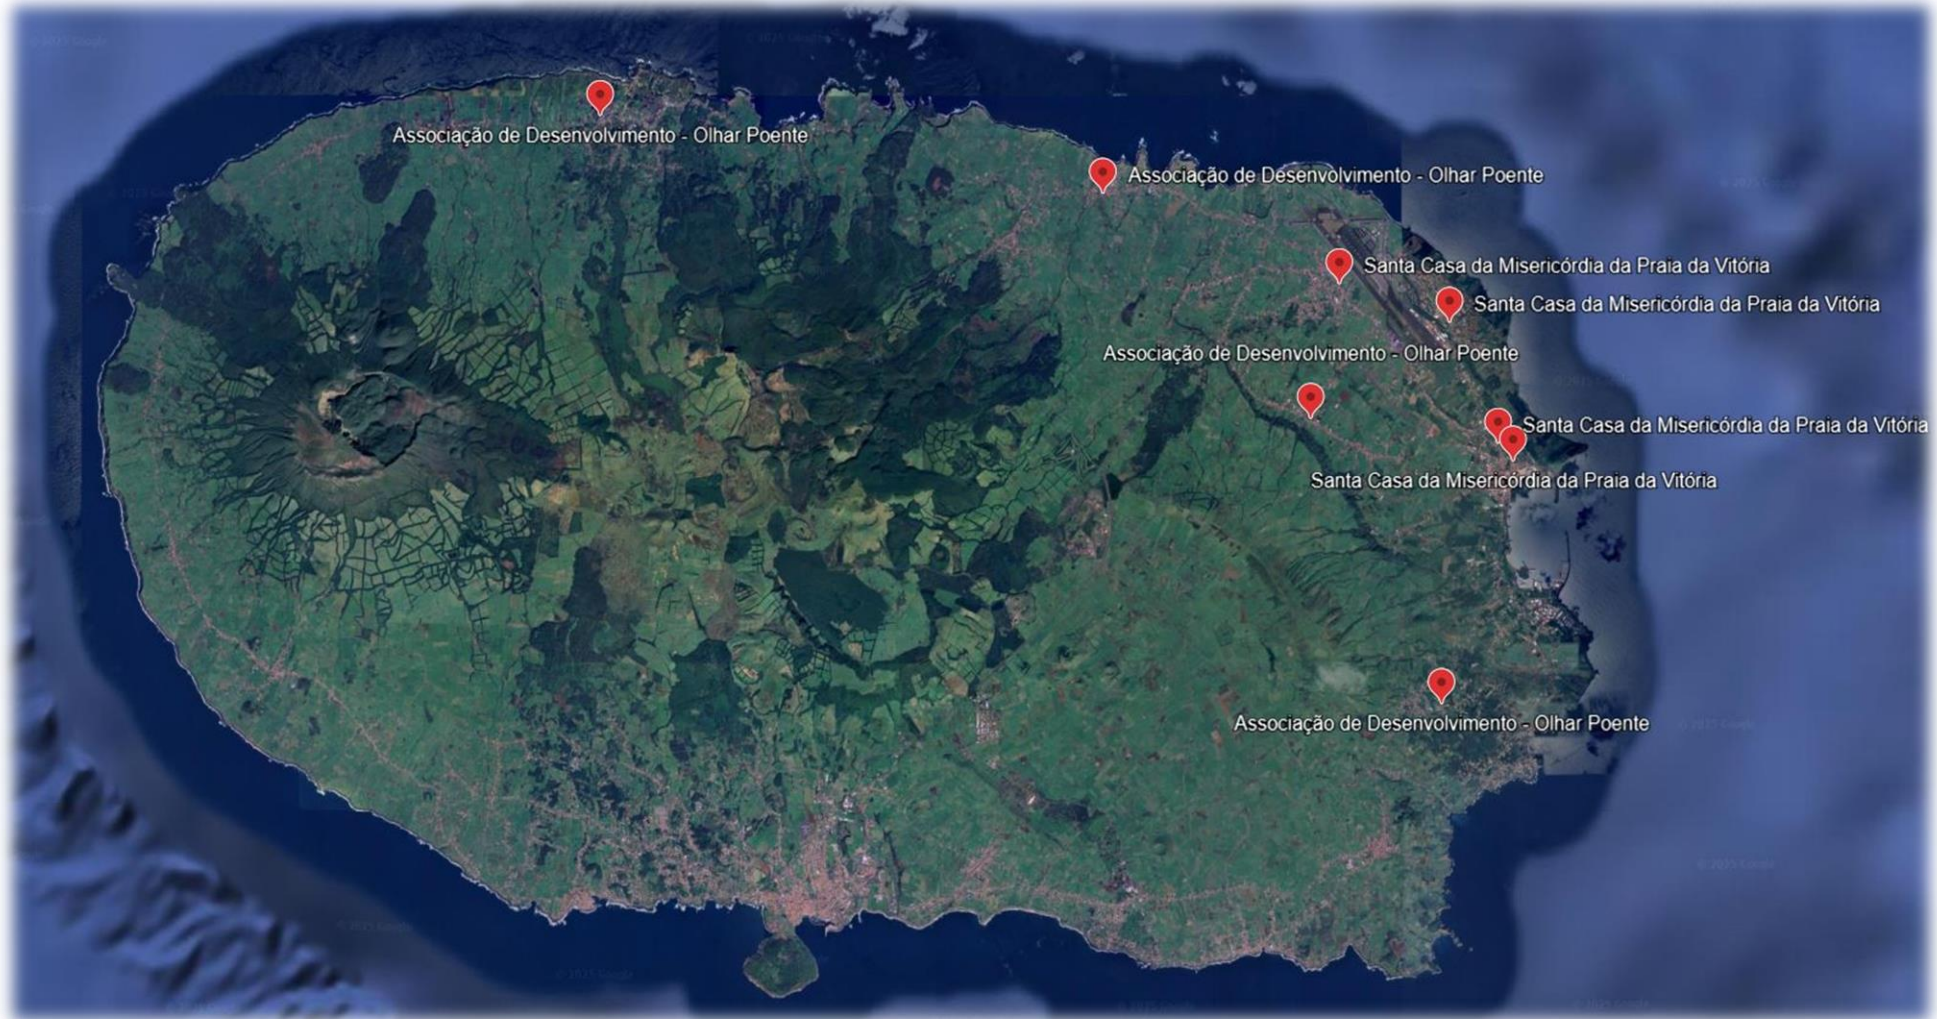 Associação de Desenvolvimento - Olhar Poente
Associação de Desenvolvimento - Olhar Poente
Santa Casa da Misericórdia da Praia da Vitória
Santa Casa da Misericórdia da Praia da Vitória
Associação de Desenvolvimento - Olhar Poente
Santa Casa da Misericórdia da Praia da Vitória
Santa Casa da Misericórdia da Praia da Vitória
Associação de Desenvolvimento - Olhar Poente